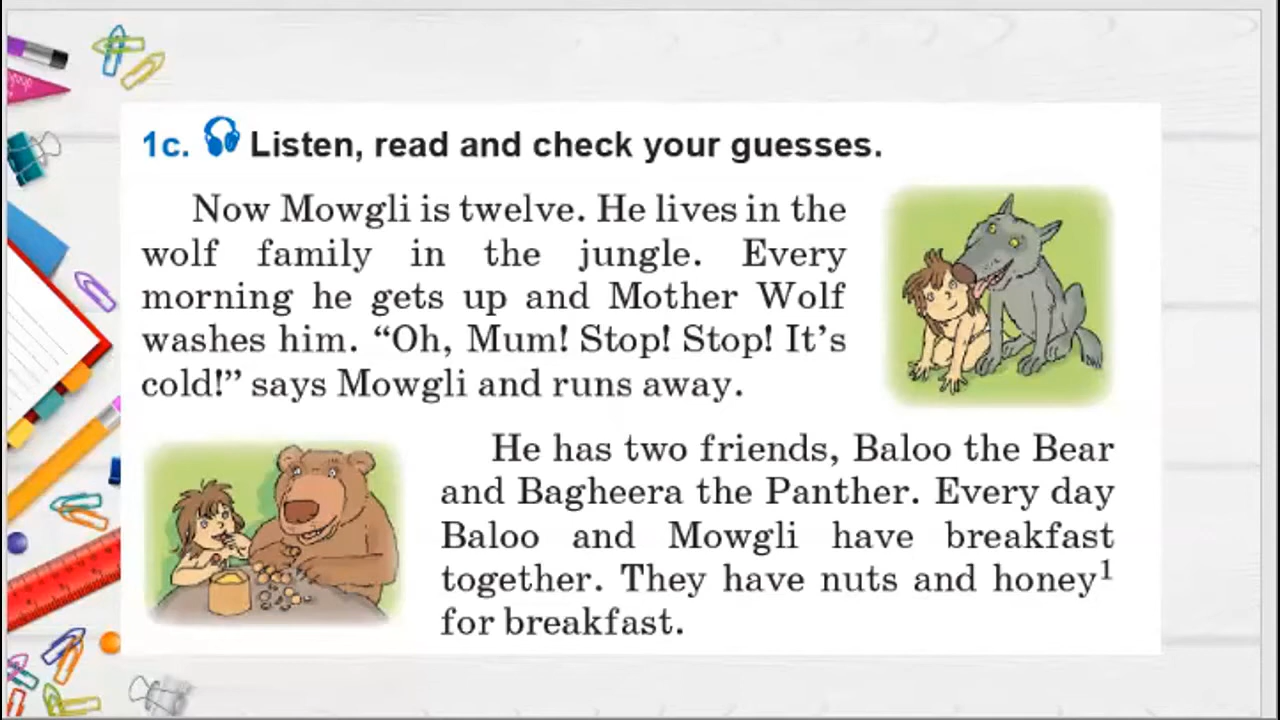 1c. Listen, read and check your guesses.
Now Mowgli is twelve. He lives in the
wolf family in the jungle. Every
morning he gets up and Mother Wolf
washes him. “Oh, Mum! Stop! Stop! It’s
cold!” says Mowgli and runs away.
He has two friends, Baloo the Bear
and Bagheera the Panther. Every day
Baloo and Mowgli have breakfast
together. They have nuts and honey¹
for breakfast.